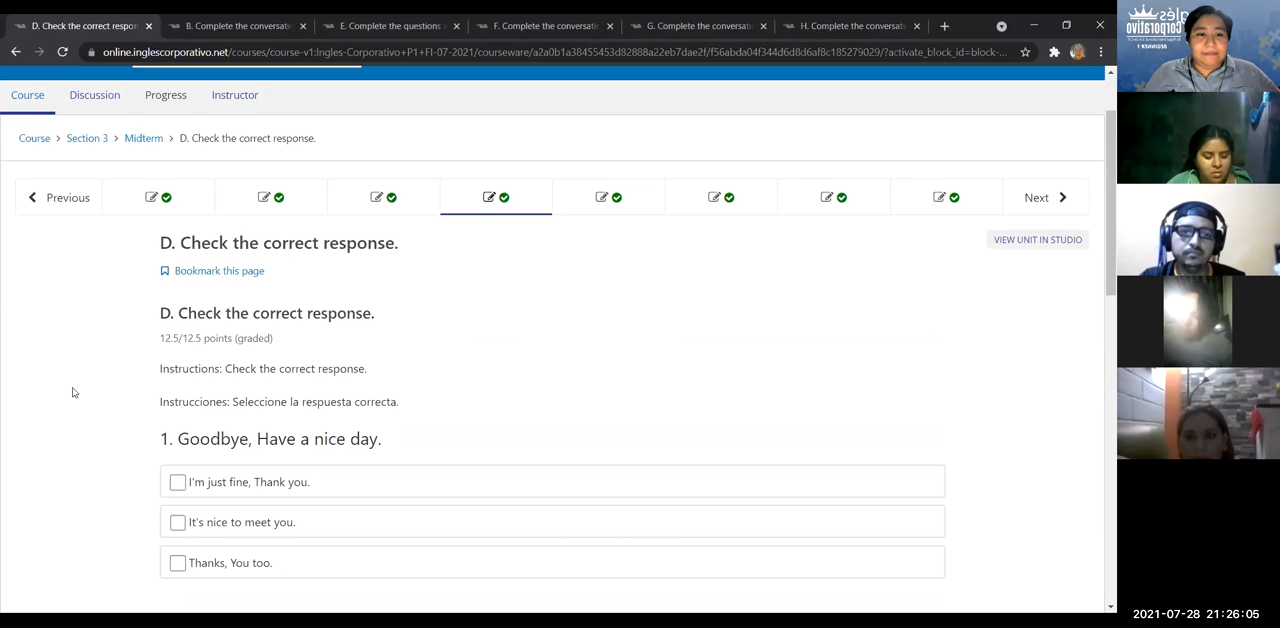 D. Check the correct respon
B. Complete the conversati
E. Complete the questions
F. Complete the conversatio
G. Complete the conversat
H. Complete the conversat
online.inglescorporativo.net/courses/course-v1:Ingles-Corporativo+P1+FI-07-2021/courseware/a2a0b1a38455453d82888a22eb7dae2f/f56abda04f344d6d8d6af8c185279029/?activate_block_id=block-...
Course
Discussion
Progress
Instructor
Course > Section 3 > Midterm > D. Check the correct response.
Previous
Next
D. Check the correct response.
VIEW UNIT IN STUDIO
Bookmark this page
D. Check the correct response.
12.5/12.5 points (graded)
Instructions: Check the correct response.
Instrucciones: Seleccione la respuesta correcta.
1. Goodbye, Have a nice day.
I'm just fine, Thank you.
It's nice to meet you.
Thanks, You too.
2021-07-28 21:26:05